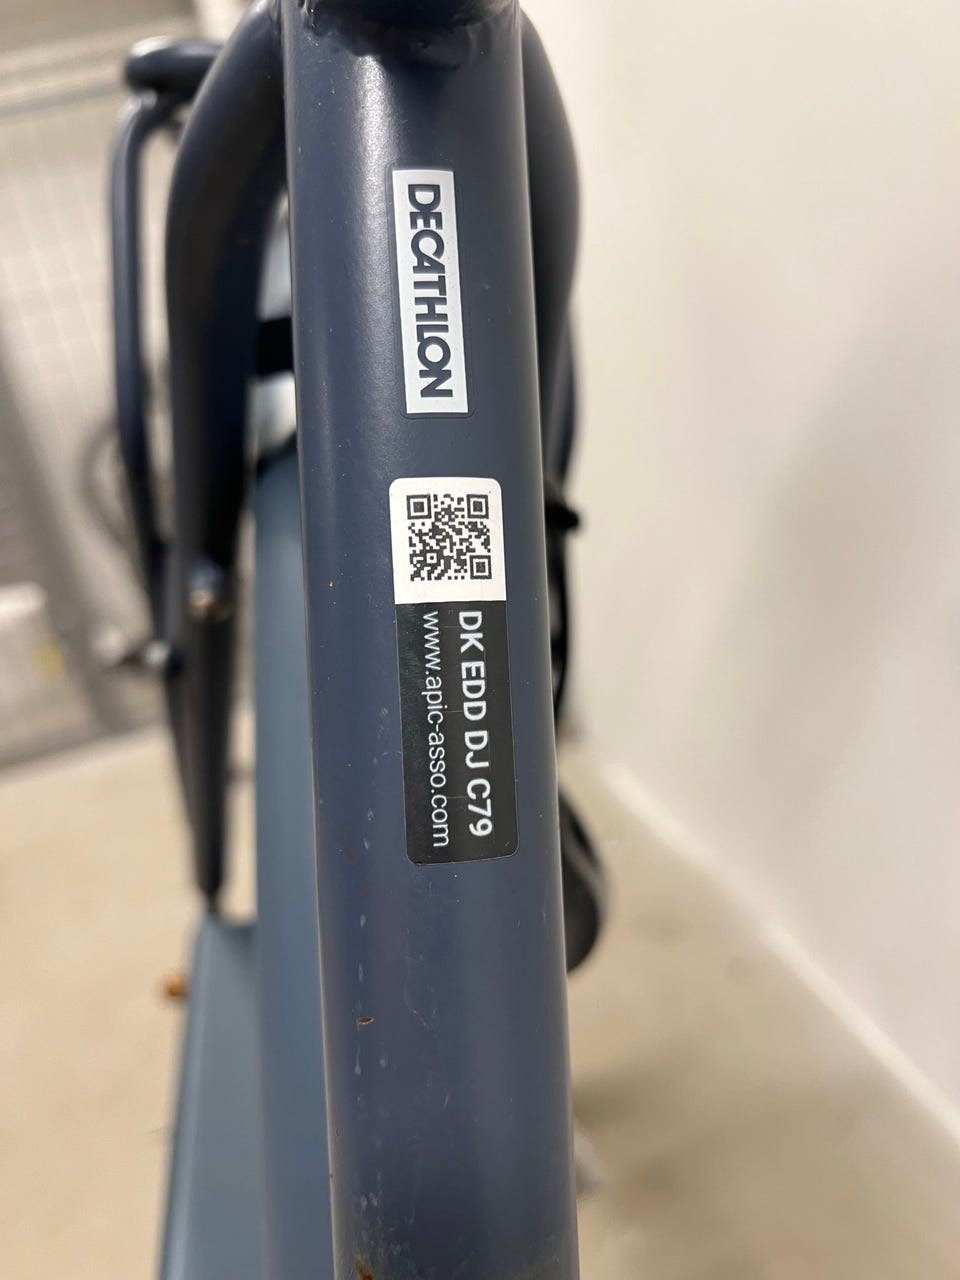 DECATHLON
DK EDD DJ C79
www.apic-asso.com